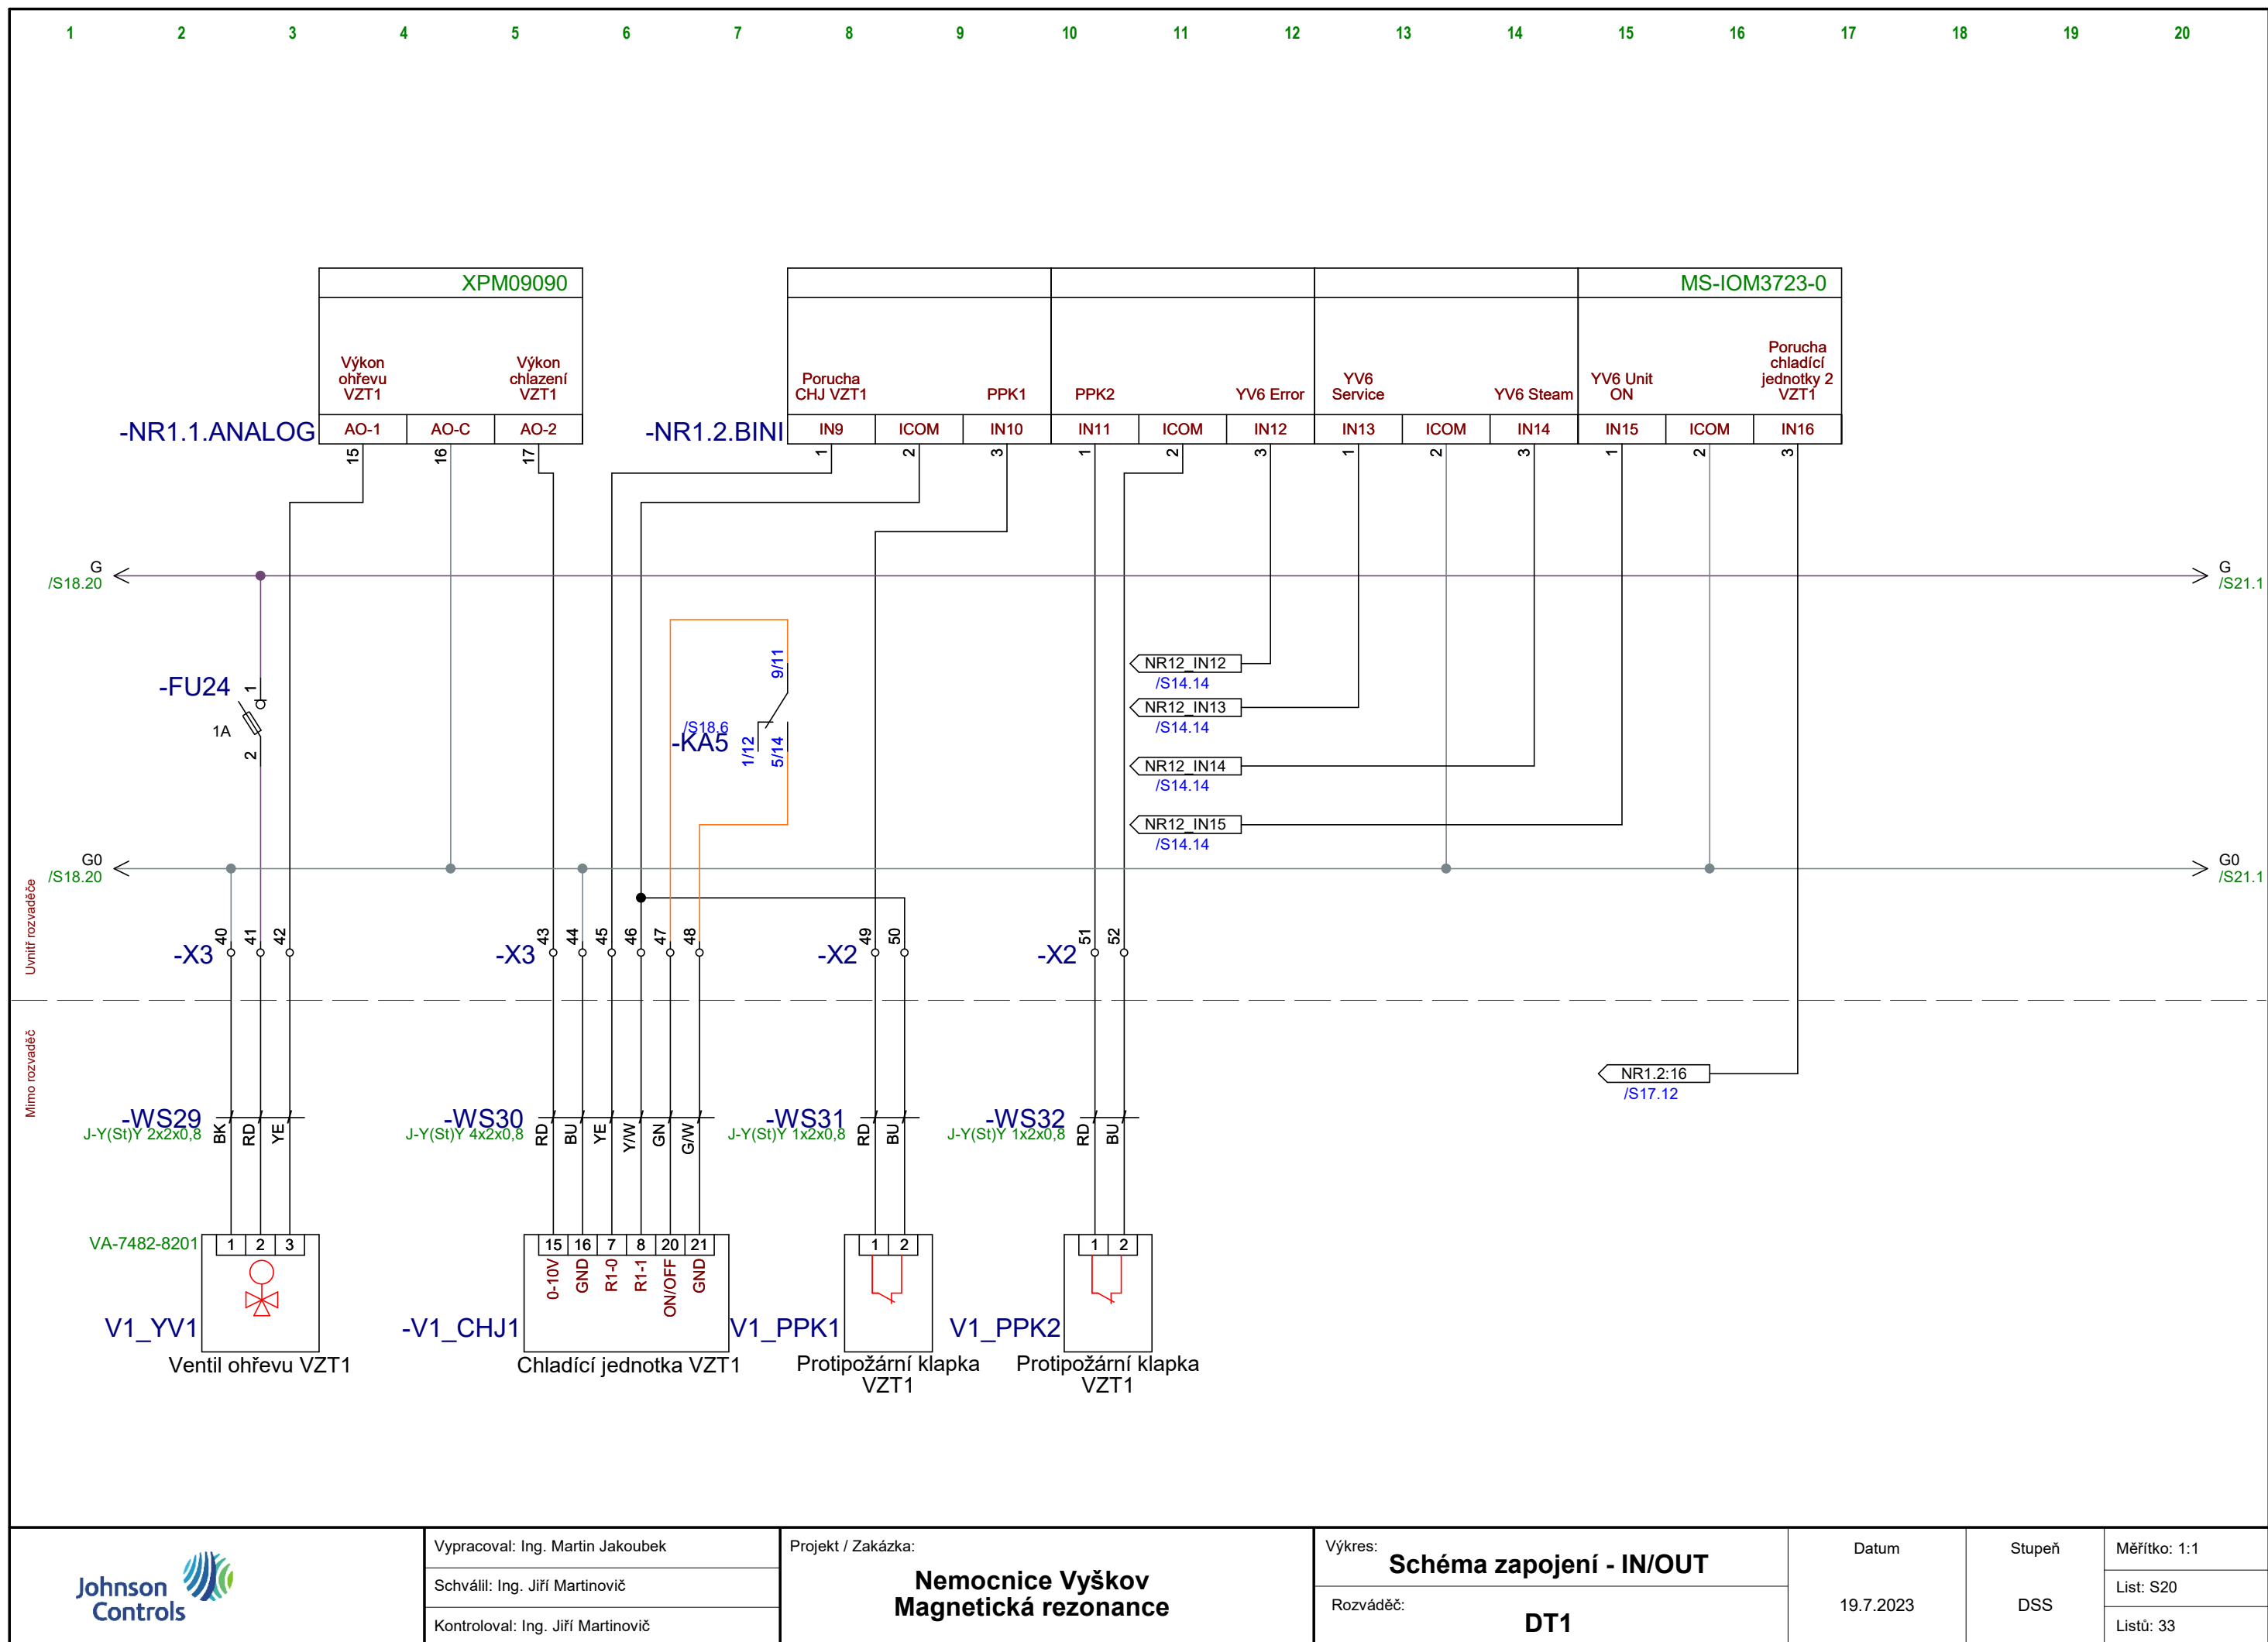 1 2 3 4 5 6 7 8 9 10 11 12 13 14 15 16 17 18 19 20
XPM09090
MS-IOM3723-0
Výkon
ohřevu
VZT1
Výkon
chlazení
VZT1
Porucha
CHJ VZT1
PPK1
PPK2
YV6 Error
YV6
Service
YV6 Steam
YV6 Unit
ON
Porucha
chladící
jednotky 2
VZT1
-NR1.1.ANALOG
AO-1 AO-C AO-2
-NR1.2.BINI
IN9 ICOM IN10 IN11 ICOM IN12 IN13 ICOM IN14 IN15 ICOM IN16
15 16 17 1 2 3 1 2 3 1 2 3 1 2 3
G
/S18.20
G
/S21.1
-FU24
1
1A
2
9/11
/S18.6
-KA5
1/12
5/14
NR12_IN12
/S14.14
NR12_IN13
/S14.14
NR12_IN14
/S14.14
NR12_IN15
/S14.14
G0
/S18.20
G0
/S21.1
Uvnitř rozvaděče
-X3
40 41 42
-X3
43 44 45 46 47 48
-X2
49 50
-X2
51 52
Mimo rozvaděč
NR1.2:16
/S17.12
-WS29
J-Y(St)Y 2x2x0,8
BK RD YE
-WS30
J-Y(St)Y 4x2x0,8
RD BU YE Y/W GN G/W
-WS31
J-Y(St)Y 1x2x0,8
RD BU
-WS32
J-Y(St)Y 1x2x0,8
RD BU
VA-7482-8201
1 2 3
V1_YV1
Ventil ohřevu VZT1
15 16 7 8 20 21
0-10V GND R1-0 R1-1 ON/OFF GND
-V1_CHJ1
Chladící jednotka VZT1
1 2
V1_PPK1
Protipožární klapka
VZT1
1 2
V1_PPK2
Protipožární klapka
VZT1
Johnson
Controls
Vypracoval: Ing. Martin Jakoubek
Schválil: Ing. Jiří Martinovič
Kontroloval: Ing. Jiří Martinovič
Projekt / Zakázka:
Nemocnice Vyškov
Magnetická rezonance
Výkres:
Schéma zapojení - IN/OUT
Rozváděč:
DT1
Datum
19.7.2023
Stupeň
DSS
Měřítko: 1:1
List: S20
Listů: 33